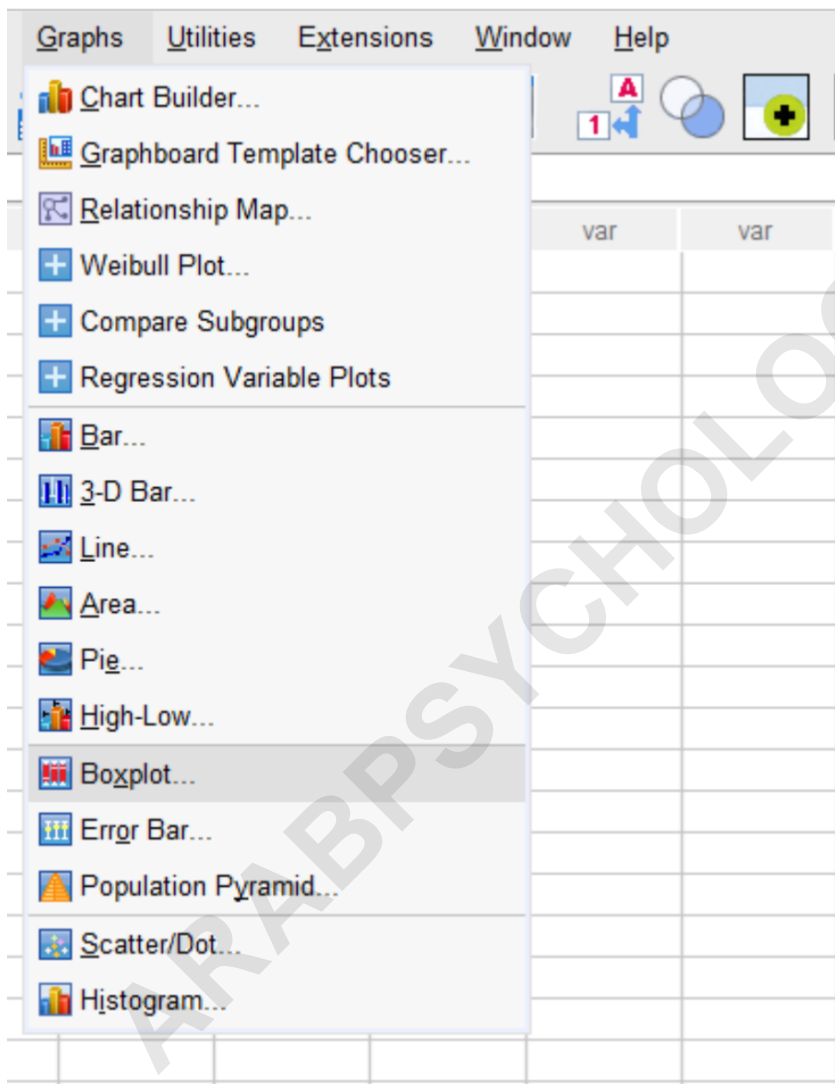 Graphs Utilities Extensions Window Help
Chart Builder...
A
1
Graphboard Template Chooser...
Relationship Map...
var var
Weibull Plot...
Compare Subgroups
Regression Variable Plots
Bar...
3-D Bar...
Line...
Area...
Pie...
High-Low...
Boxplot...
Error Bar...
Population Pyramid...
Scatter/Dot...
Histogram...
ARABPSYCHOLO